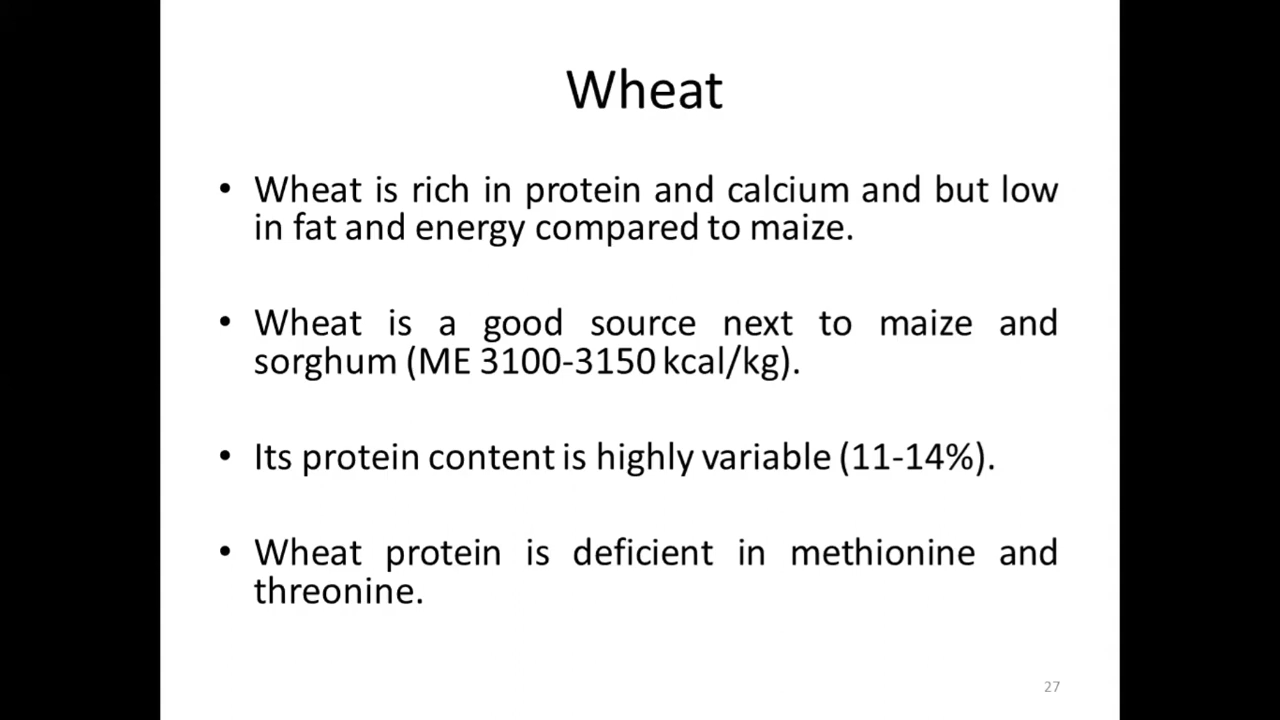 Wheat
• Wheat is rich in protein and calcium and but low
in fat and energy compared to maize.
• Wheat is a good source next to maize and
sorghum (ME 3100-3150 kcal/kg).
• Its protein content is highly variable (11-14%).
• Wheat protein is deficient in methionine and
threonine.
27